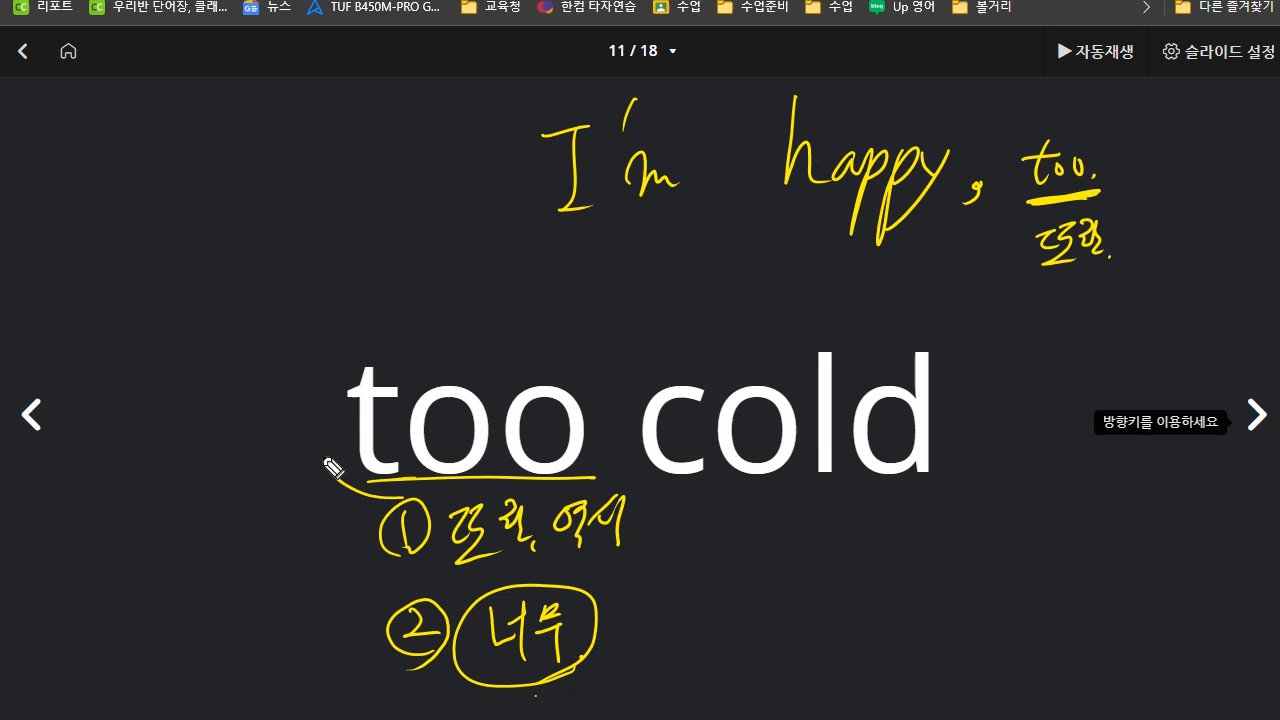 리포트 우리반 단어장, 클래... 뉴스 TUF B450M-PRO G... 교육청 한컴 타자연습 수업 수업준비 수업 Up 영어 볼거리 다른 즐겨찾기
11 / 18 자동재생 슬라이드 설정
I'm happy, too.
또한.
too cold
방향키를 이용하세요
① 또한, 역시
② 너무